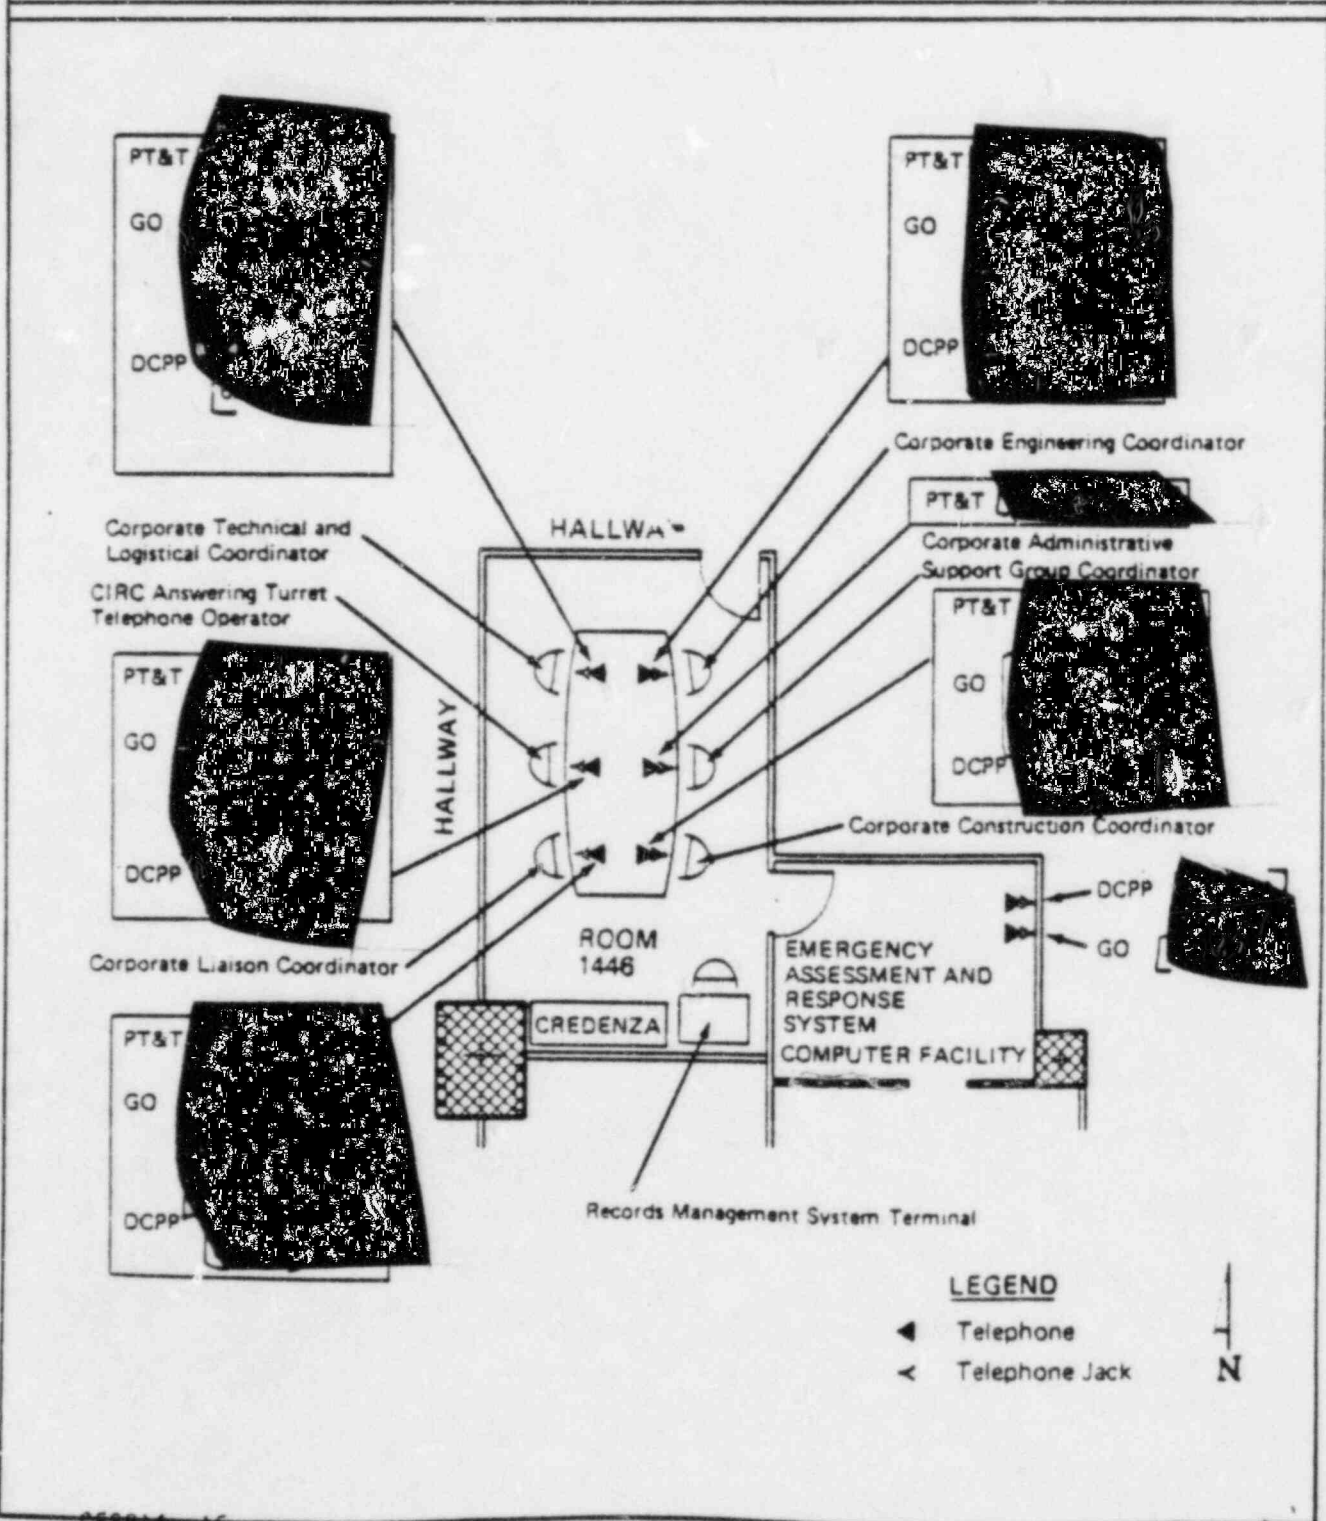 PT&T
GO
DCPP
PT&T
GO
DCPP
Corporate Engineering Coordinator
PT&T
Corporate Technical and
Logistical Coordinator
HALLWAY
Corporate Administrative
Support Group Coordinator
CIRC Answering Turret
Telephone Operator
PT&T
GO
DCPP
PT&T
GO
DCPP
HALLWAY
Corporate Construction Coordinator
DCPP
GO
Corporate Liaison Coordinator
ROOM
1446
EMERGENCY
ASSESSMENT AND
RESPONSE
SYSTEM
COMPUTER FACILITY
CREDENZA
PT&T
GO
DCPP
Records Management System Terminal
LEGEND
Telephone
Telephone Jack
N